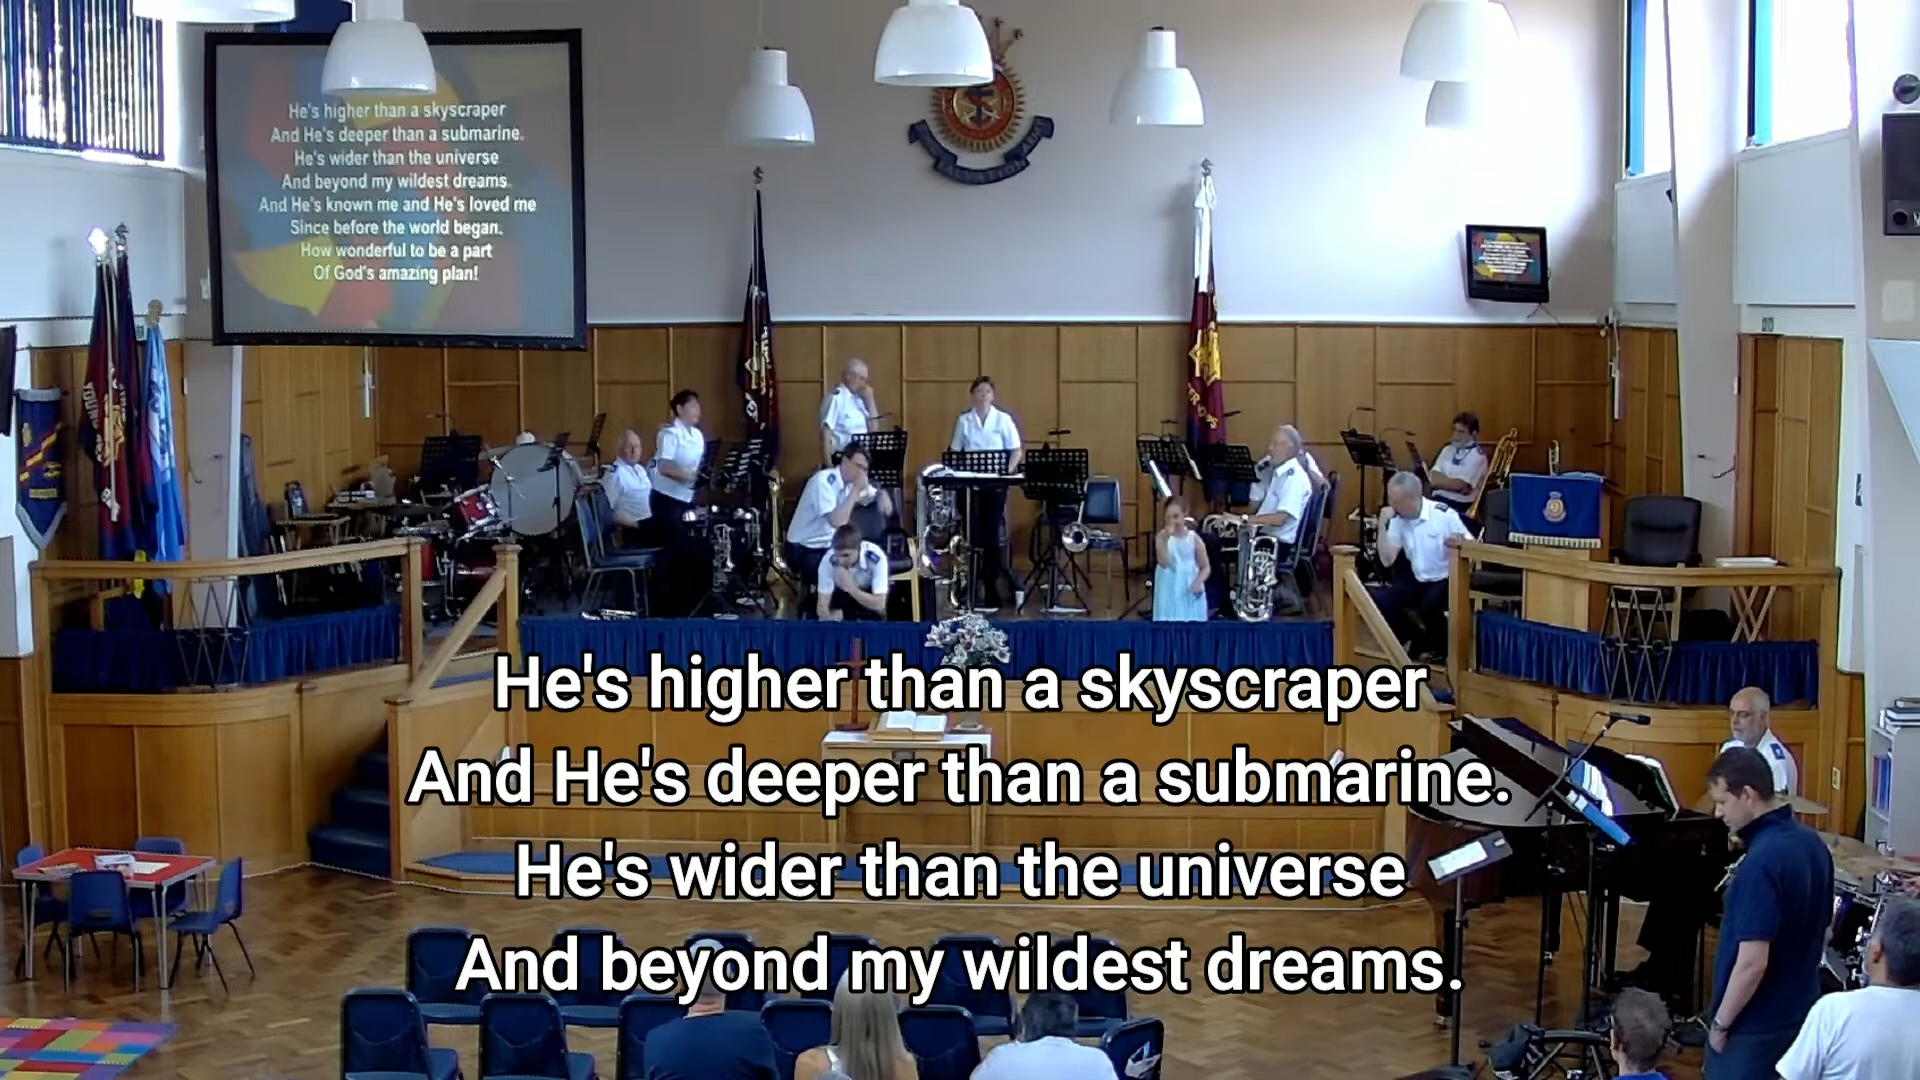 He's higher than a skyscraper
And He's deeper than a submarine.
He's wider than the universe
And beyond my wildest dreams.
And He's known me and He's loved me
Since before the world began.
How wonderful to be a part
Of God's amazing plan!
He's higher than a skyscraper
And He's deeper than a submarine.
He's wider than the universe
And beyond my wildest dreams.